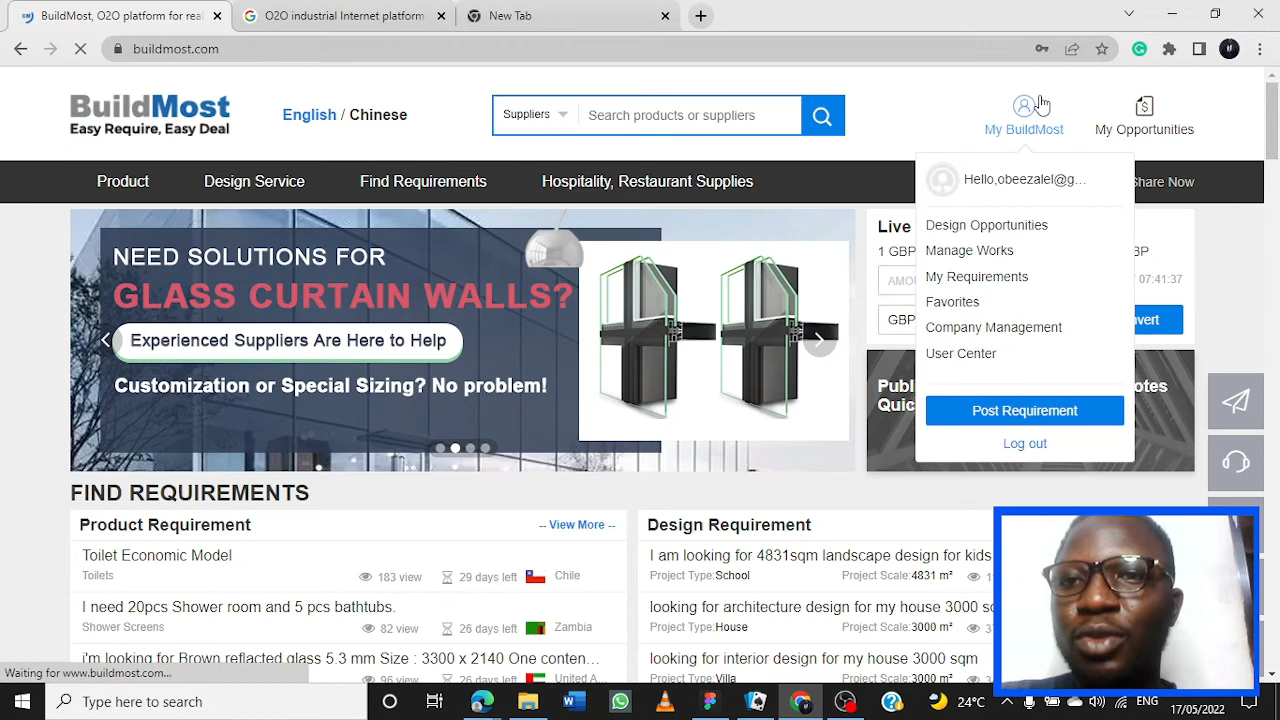 BuildMost, O2O platform for real
O2O industrial Internet platform
New Tab
buildmost.com
BuildMost
Easy Require, Easy Deal
English / Chinese
Suppliers
Search products or suppliers
My BuildMost
My Opportunities
Product
Design Service
Find Requirements
Hospitality, Restaurant Supplies
Share Now
Hello,obeezalel@g...
Design Opportunities
Manage Works
My Requirements
Favorites
Company Management
User Center
Post Requirement
Log out
NEED SOLUTIONS FOR
GLASS CURTAIN WALLS?
Experienced Suppliers Are Here to Help
Customization or Special Sizing? No problem!
Live
1 GBP
07:41:37
GBP
FIND REQUIREMENTS
Product Requirement
-- View More --
Toilet Economic Model
Toilets
183 view
29 days left
Chile
I need 20pcs Shower room and 5 pcs bathtubs.
Shower Screens
82 view
26 days left
Zambia
i'm looking for Brown reflacted glass 5.3 mm Size : 3300 x 2140 One conten...
96 view
26 days left
United A...
Design Requirement
I am looking for 4831sqm landscape design for kids
Project Type:School
Project Scale:4831 m²
looking for architecture design for my house 3000 sq
Project Type:House
Project Scale:3000 m²
looking for interior design for my house 3000 sqm
Project Type:Villa
Project Scale:3000 m²
Waiting for www.buildmost.com...
Type here to search
24°C
ENG
17/05/2022